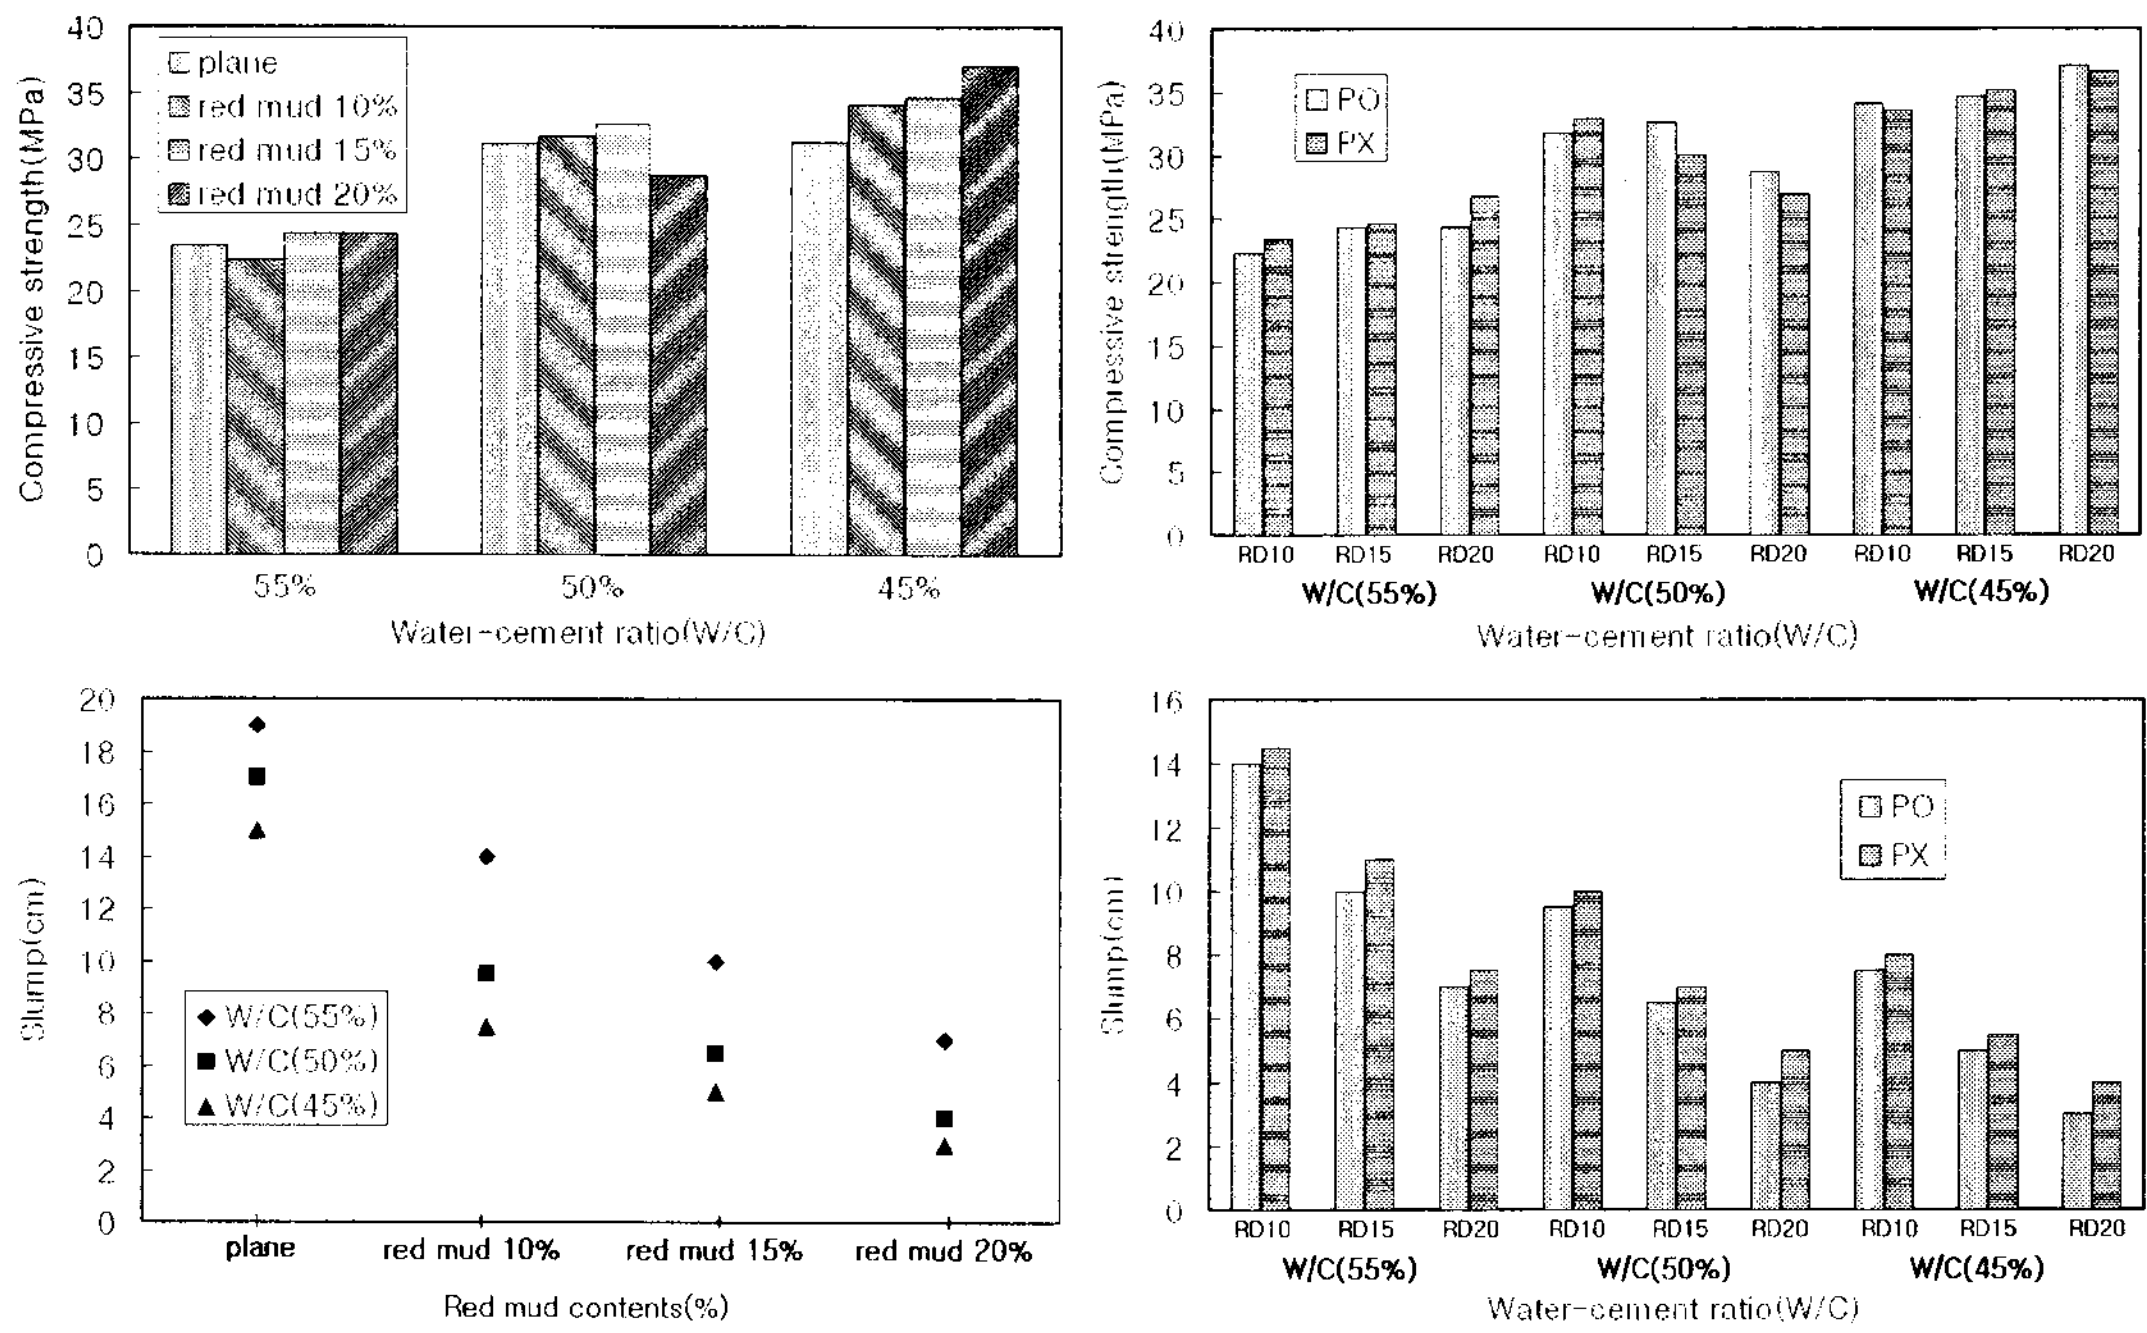 40
35
30
25
20
15
10
5
0
Compressive strength(MPa)
plane
red mud 10%
red mud 15%
red mud 20%
55% 50% 45%
Water-cement ratio(W/C)
40
35
30
25
20
15
10
5
0
Compressive strength(MPa)
PO
PX
RD10 RD15 RD20 RD10 RD15 RD20 RD10 RD15 RD20
W/C(55%) W/C(50%) W/C(45%)
Water-cement ratio(W/C)
20
18
16
14
12
10
8
6
4
2
0
Slump(cm)
W/C(55%)
W/C(50%)
W/C(45%)
plane red mud 10% red mud 15% red mud 20%
Red mud contents(%)
16
14
12
10
8
6
4
2
0
Slump(cm)
PO
PX
RD10 RD15 RD20 RD10 RD15 RD20 RD10 RD15 RD20
W/C(55%) W/C(50%) W/C(45%)
Water-cement ratio(W/C)